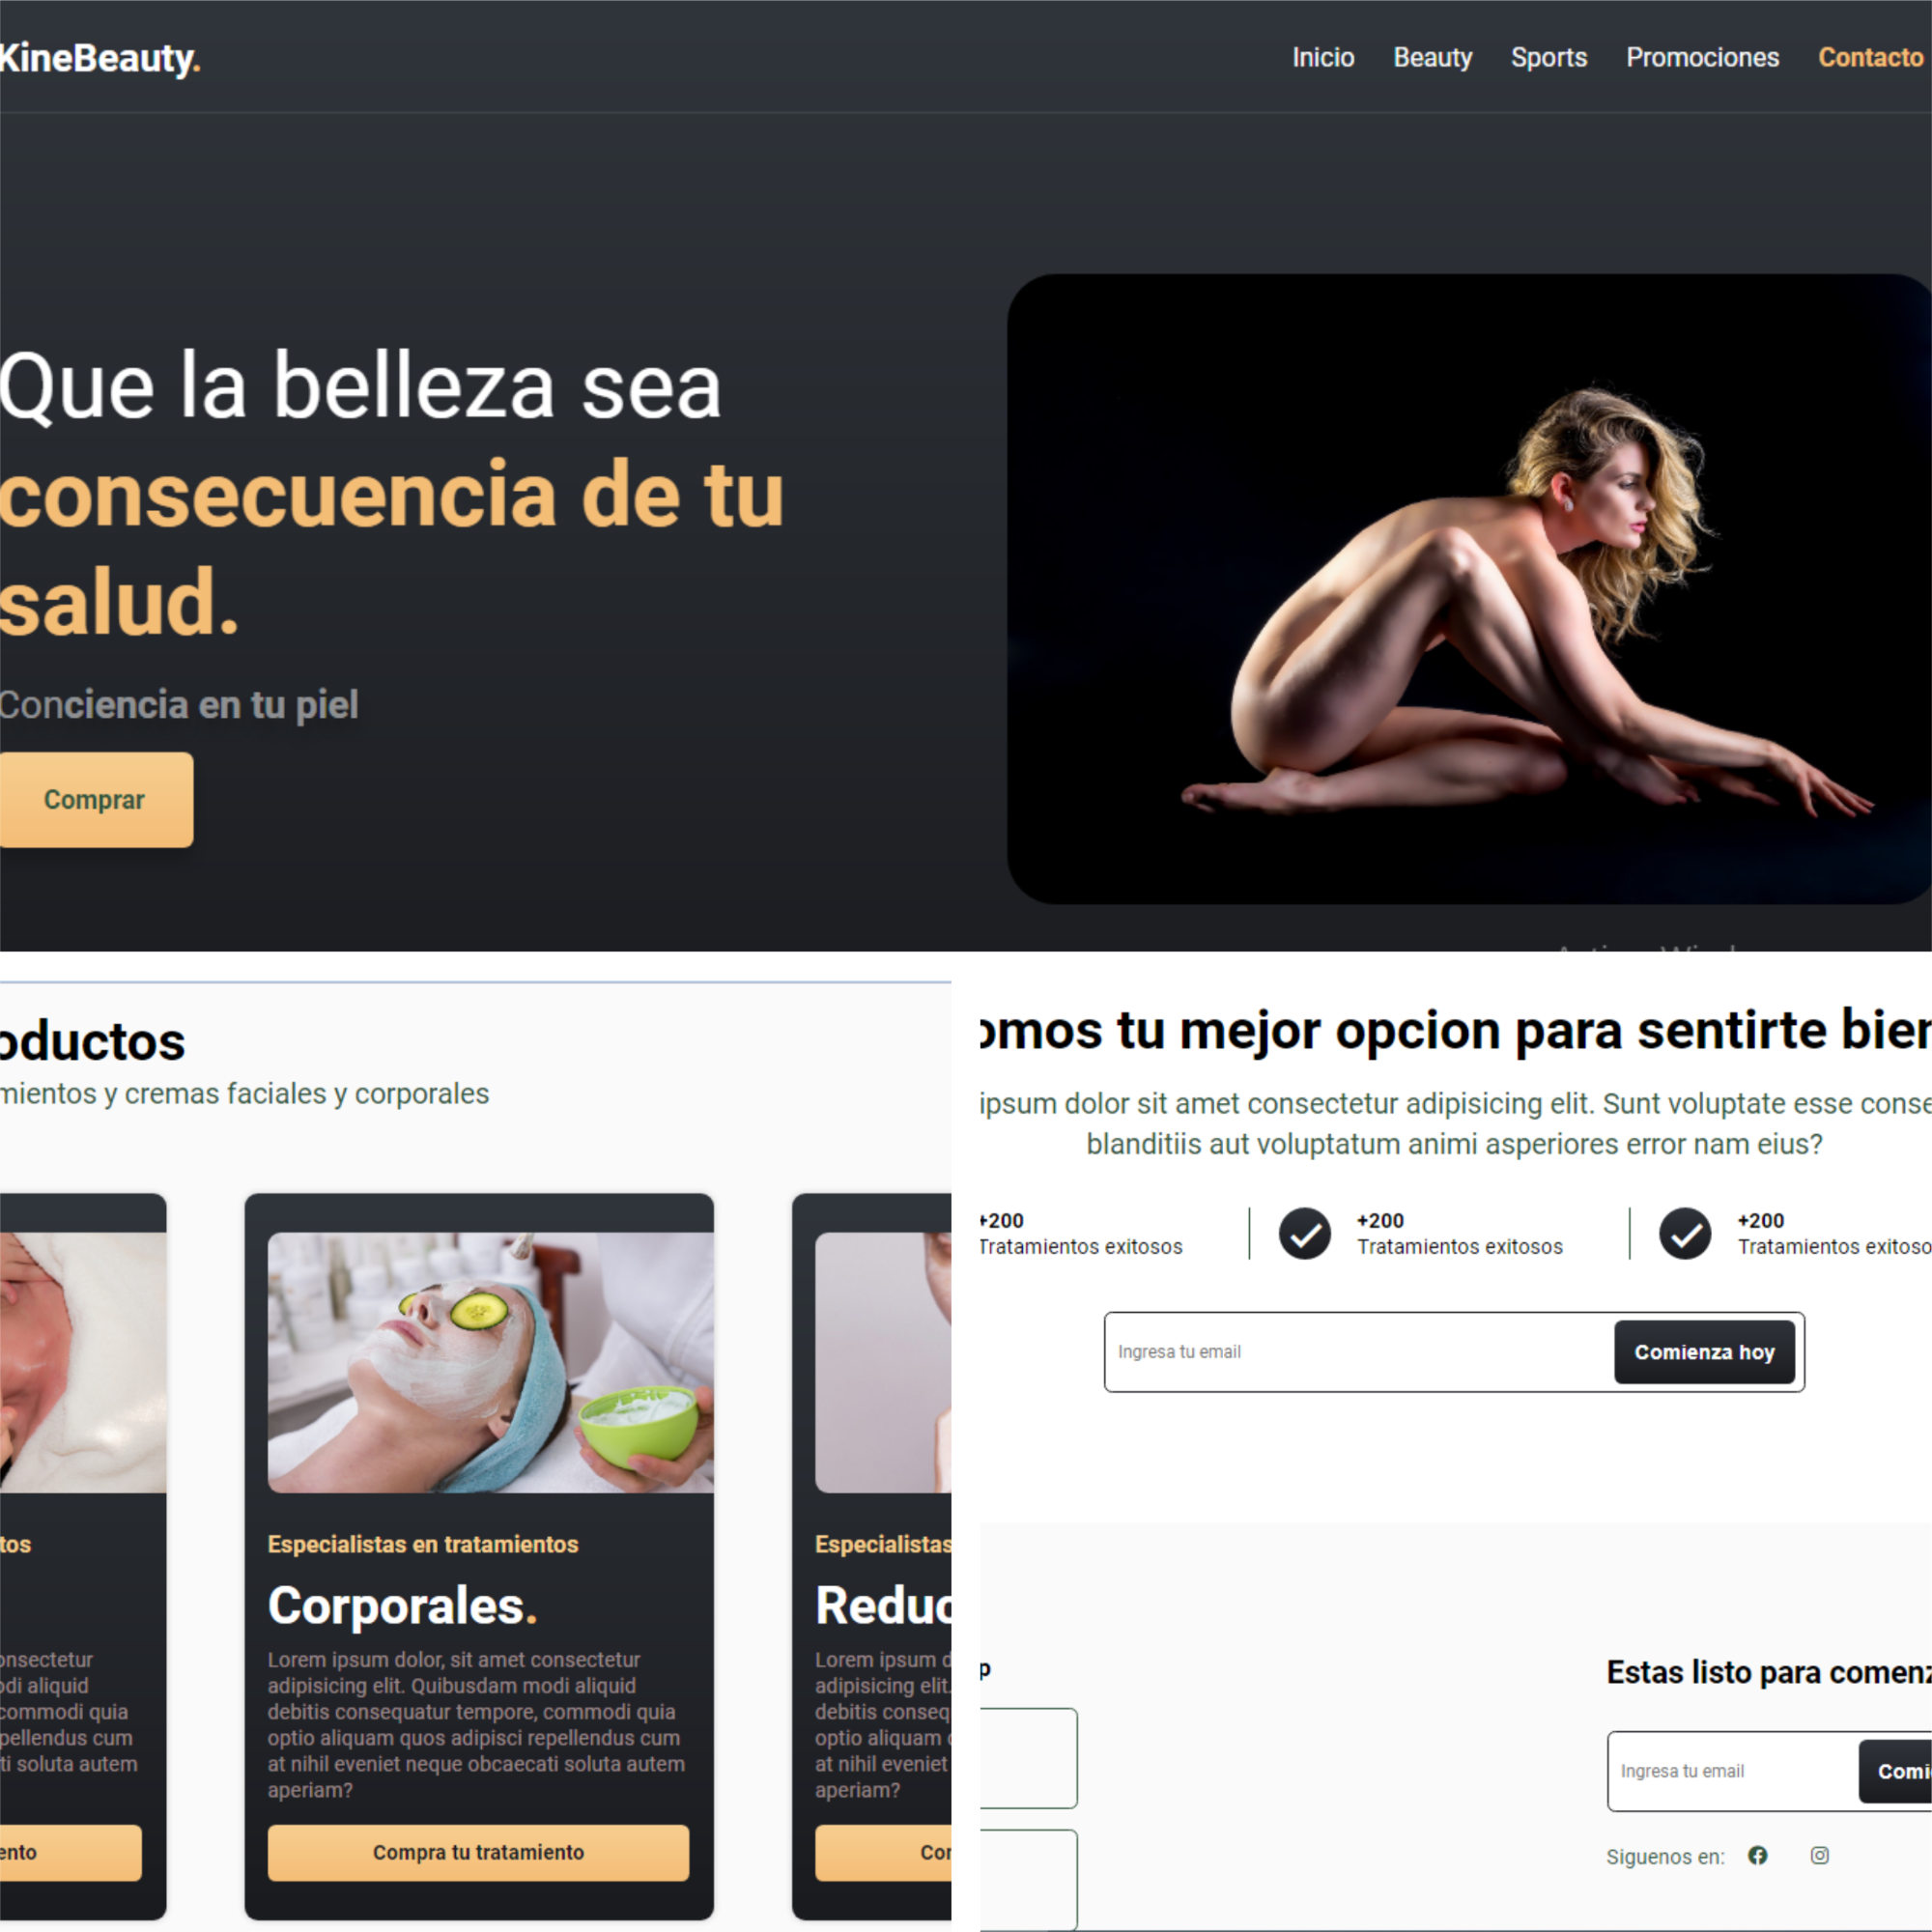 KineBeauty.
Inicio Beauty Sports Promociones Contacto
Que la belleza sea
consecuencia de tu
salud.
Conciencia en tu piel
Comprar
oductos
mientos y cremas faciales y corporales
tos
onsectetur
odi aliquid
commodi quia
pellendus cum
ti soluta autem
ento
Especialistas en tratamientos
Corporales.
Lorem ipsum dolor, sit amet consectetur
adipisicing elit. Quibusdam modi aliquid
debitis consequatur tempore, commodi quia
optio aliquam quos adipisci repellendus cum
at nihil eveniet neque obcaecati soluta autem
aperiam?
Compra tu tratamiento
Especialistas
Reduc
Lorem ipsum d
adipisicing elit.
debitis conseq
optio aliquam
at nihil eveniet
aperiam?
Con
omos tu mejor opcion para sentirte bien
ipsum dolor sit amet consectetur adipisicing elit. Sunt voluptate esse conse
blanditiis aut voluptatum animi asperiores error nam eius?
+200
Tratamientos exitosos
+200
Tratamientos exitosos
+200
Tratamientos exitoso
Ingresa tu email
Comienza hoy
p
Estas listo para comenz
Ingresa tu email
Comi
Siguenos en: